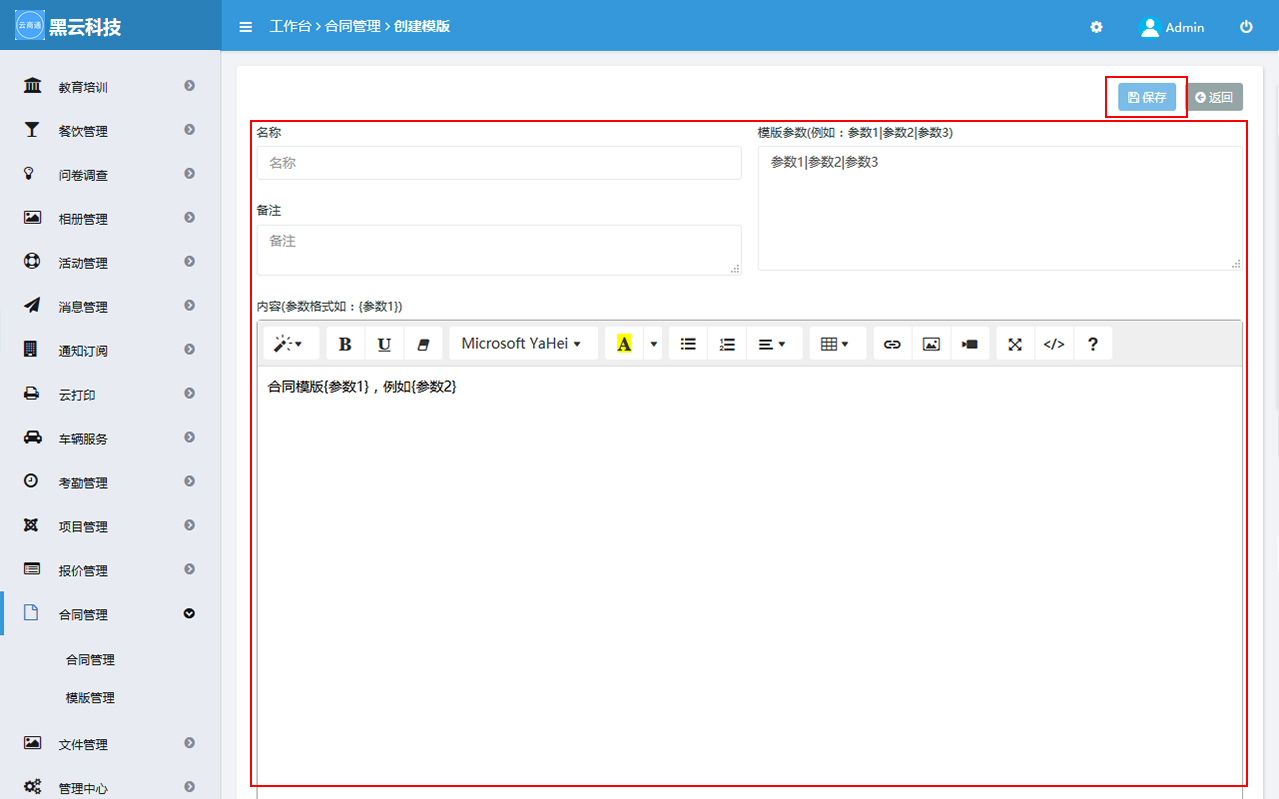 云商通 黑云科技
工作台 > 合同管理 > 创建模版
Admin
教育培训
餐饮管理
问卷调查
相册管理
活动管理
消息管理
通知订阅
云打印
车辆服务
考勤管理
项目管理
报价管理
合同管理
合同管理
模版管理
文件管理
管理中心
保存 返回
名称
名称
备注
备注
模版参数(例如：参数1|参数2|参数3)
参数1|参数2|参数3
内容(参数格式如：{参数1})
B U Microsoft YaHei A </> ?
合同模版{参数1}，例如{参数2}